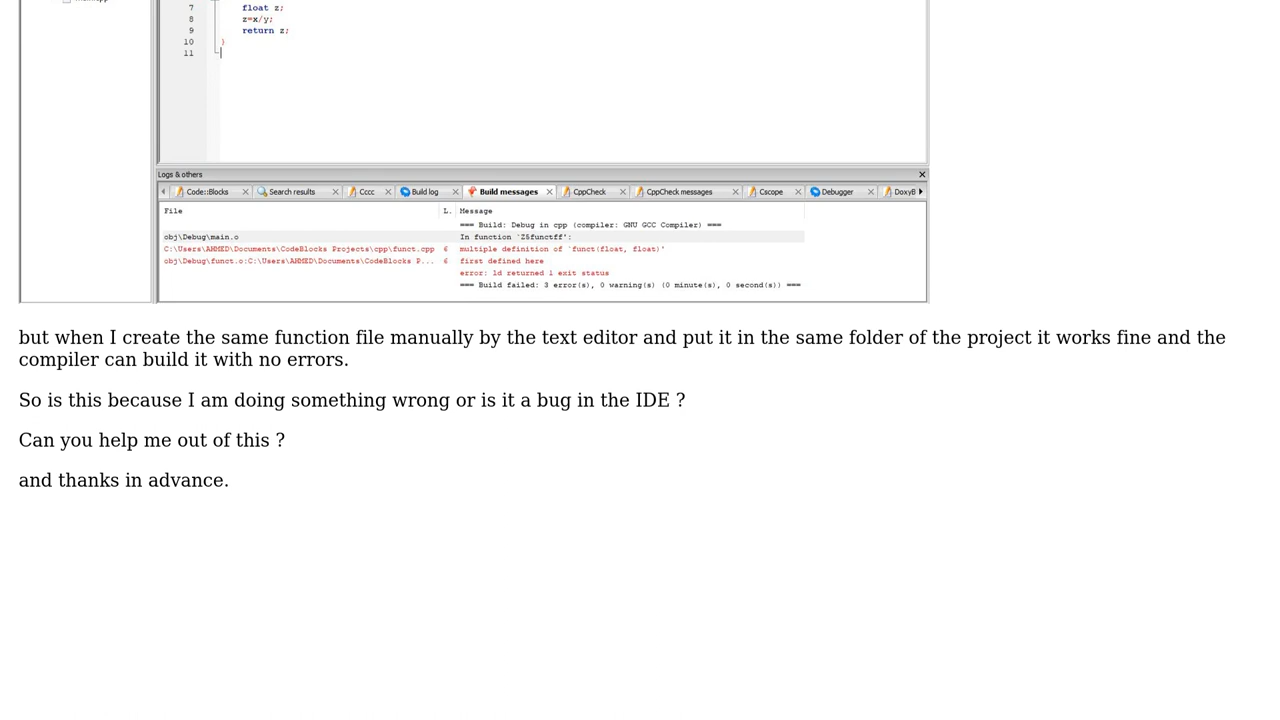 7 float z;
8 z=x/y;
9 return z;
10 }
11
Logs & others
Code::Blocks Search results Cccc Build log Build messages CppCheck CppCheck messages Cscope Debugger DoxyB
File L. Message
=== Build: Debug in cpp (compiler: GNU GCC Compiler) ===
obj\Debug\main.o In function `Z5functff':
C:\Users\AHMED\Documents\CodeBlocks Projects\cpp\funct.cpp 6 multiple definition of `funct(float, float)'
obj\Debug\funct.o:C:\Users\AHMED\Documents\CodeBlocks P... 6 first defined here
error: ld returned 1 exit status
=== Build failed: 3 error(s), 0 warning(s) (0 minute(s), 0 second(s)) ===
but when I create the same function file manually by the text editor and put it in the same folder of the project it works fine and the
compiler can build it with no errors.
So is this because I am doing something wrong or is it a bug in the IDE ?
Can you help me out of this ?
and thanks in advance.